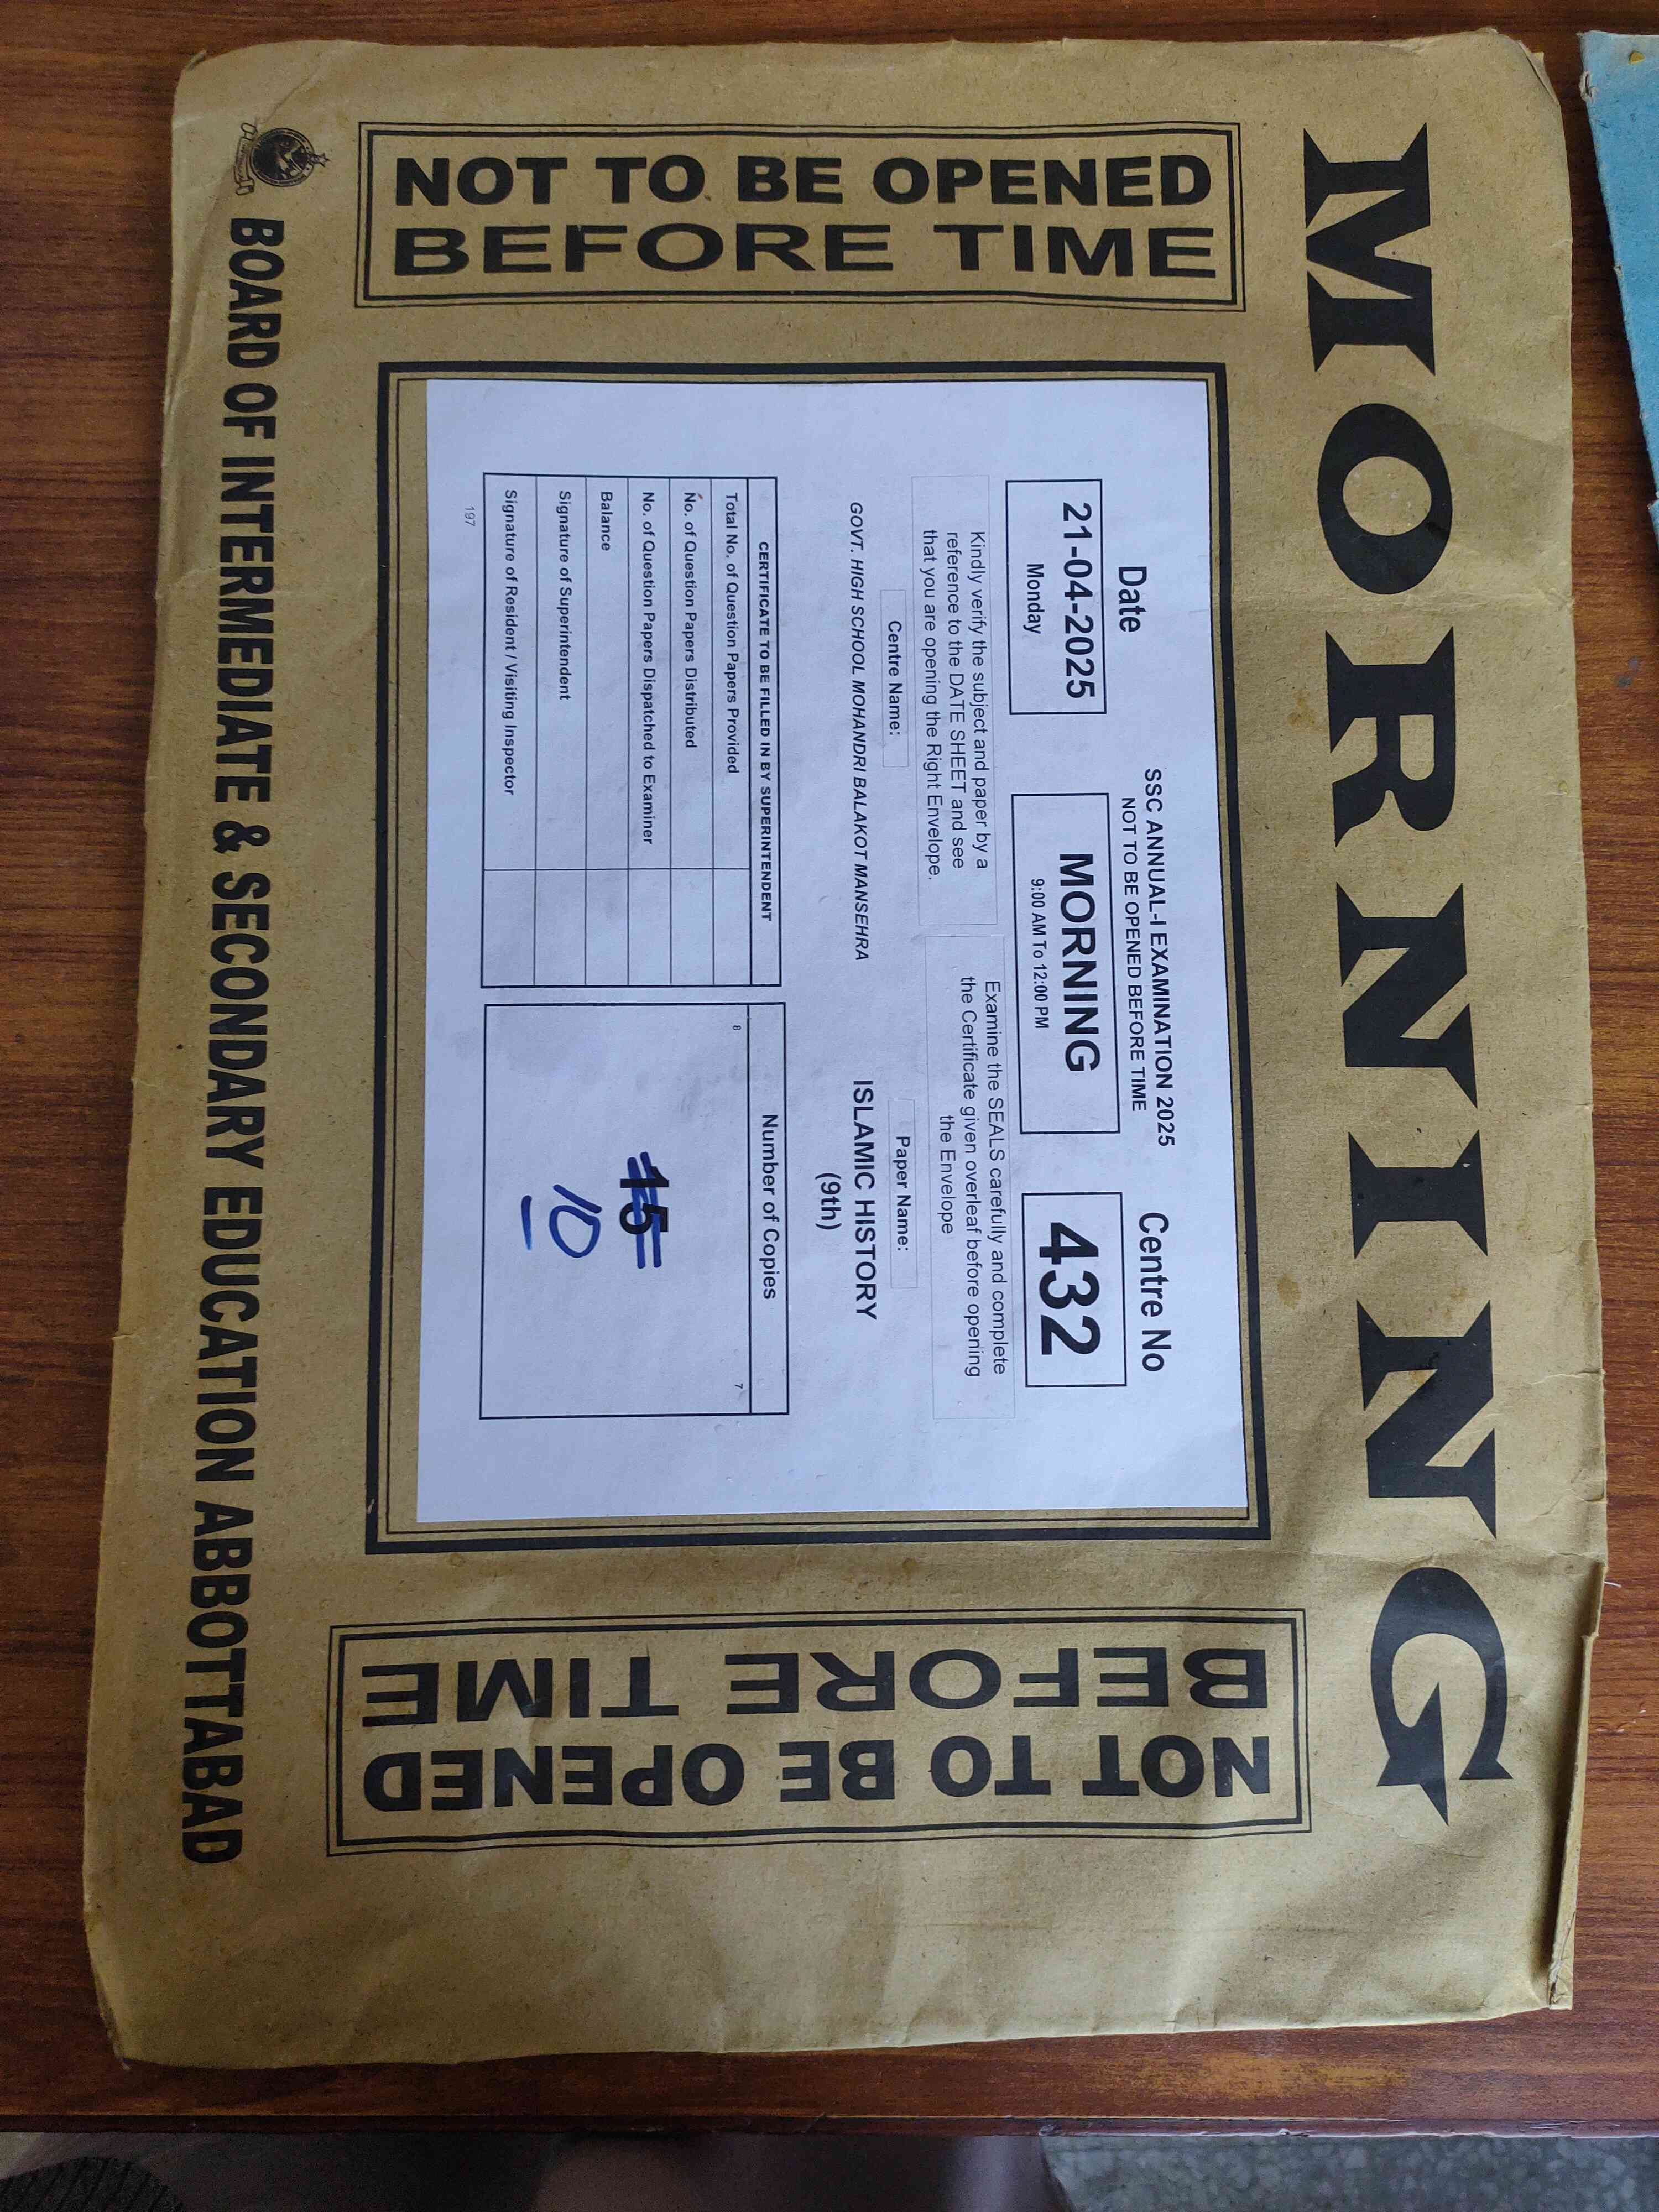 MORNING
NOT TO BE OPENED
BEFORE TIME
SSC ANNUAL-I EXAMINATION 2025
NOT TO BE OPENED BEFORE TIME
Date
21-04-2025
Monday
MORNING
9:00 AM To 12:00 PM
Centre No
432
Kindly verify the subject and paper by a
reference to the DATE SHEET and see
that you are opening the Right Envelope.
Examine the SEALS carefully and complete
the Certificate given overleaf before opening
the Envelope
Centre Name:
GOVT. HIGH SCHOOL MOHANDRI BALAKOT MANSEHRA
Paper Name:
ISLAMIC HISTORY
(9th)
CERTIFICATE TO BE FILLED IN BY SUPERINTENDENT
Total No. of Question Papers Provided
No. of Question Papers Distributed
No. of Question Papers Dispatched to Examiner
Balance
Signature of Superintendent
Signature of Resident / Visiting Inspector
197
Number of Copies
8
7
15
10
NOT TO BE OPENED
BEFORE TIME
BOARD OF INTERMEDIATE & SECONDARY EDUCATION ABBOTTABAD